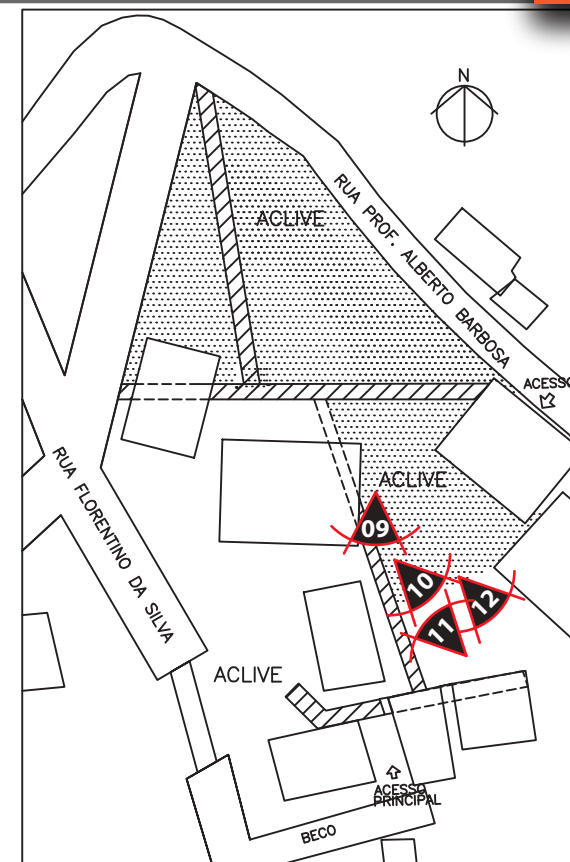 N
ACLIVE
RUA PROF. ALBERTO BARBOSA
ACESSO
ACLIVE
RUA FLORENTINO DA SILVA
09
10
12
11
ACLIVE
ACESSO
PRINCIPAL
BECO